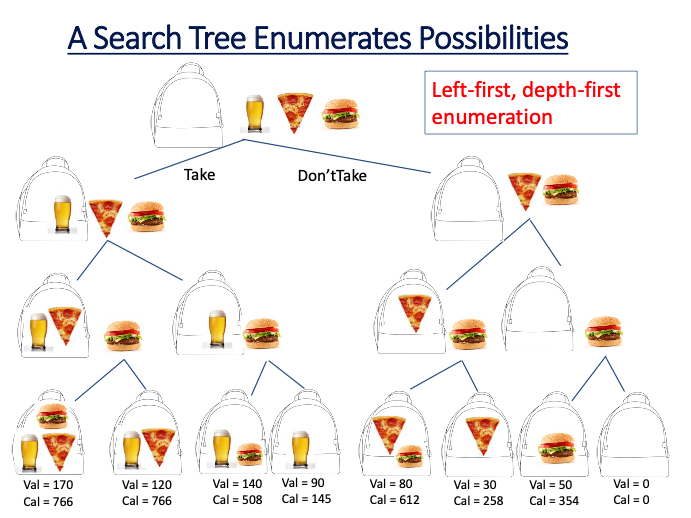 A Search Tree Enumerates Possibilities
Left-first, depth-first
enumeration
Take
Don'tTake
Val = 170
Cal = 766
Val = 120
Cal = 766
Val = 140
Cal = 508
Val = 90
Cal = 145
Val = 80
Cal = 612
Val = 30
Cal = 258
Val = 50
Cal = 354
Val = 0
Cal = 0